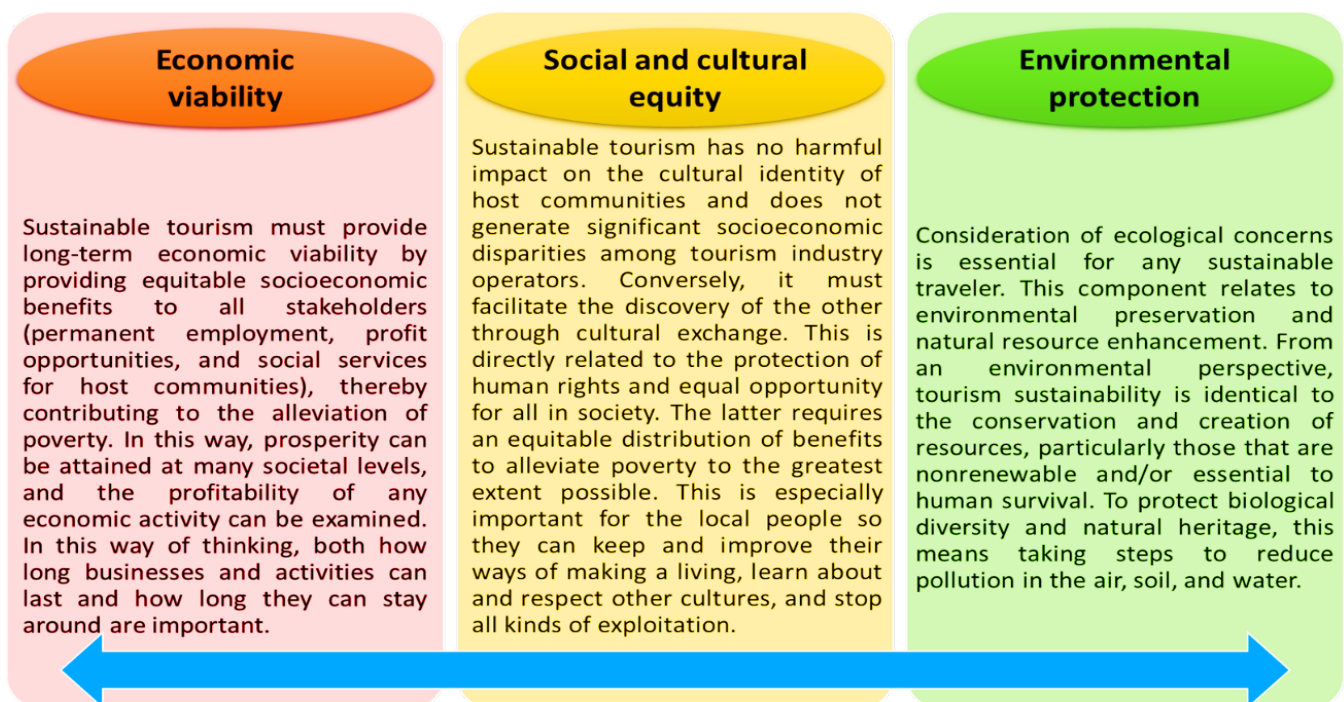 Economic
viability
Sustainable tourism must provide
long-term economic viability by
providing equitable socioeconomic
benefits to all stakeholders
(permanent employment, profit
opportunities, and social services
for host communities), thereby
contributing to the alleviation of
poverty. In this way, prosperity can
be attained at many societal levels,
and the profitability of any
economic activity can be examined.
In this way of thinking, both how
long businesses and activities can
last and how long they can stay
around are important.
Social and cultural
equity
Sustainable tourism has no harmful
impact on the cultural identity of
host communities and does not
generate significant socioeconomic
disparities among tourism industry
operators. Conversely, it must
facilitate the discovery of the other
through cultural exchange. This is
directly related to the protection of
human rights and equal opportunity
for all in society. The latter requires
an equitable distribution of benefits
to alleviate poverty to the greatest
extent possible. This is especially
important for the local people so
they can keep and improve their
ways of making a living, learn about
and respect other cultures, and stop
all kinds of exploitation.
Environmental
protection
Consideration of ecological concerns
is essential for any sustainable
traveler. This component relates to
environmental preservation and
natural resource enhancement. From
an environmental perspective,
tourism sustainability is identical to
the conservation and creation of
resources, particularly those that are
nonrenewable and/or essential to
human survival. To protect biological
diversity and natural heritage, this
means taking steps to reduce
pollution in the air, soil, and water.